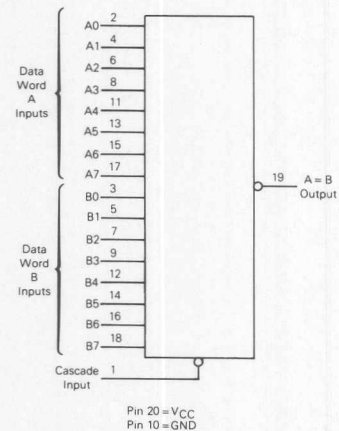 Data
Word
A
Inputs
A0 2
A1 4
A2 6
A3 8
A4 11
A5 13
A6 15
A7 17
Data
Word
B
Inputs
B0 3
B1 5
B2 7
B3 9
B4 12
B5 14
B6 16
B7 18
19 A = B
Output
Cascade 1
Input
Pin 20 = VCC
Pin 10 = GND